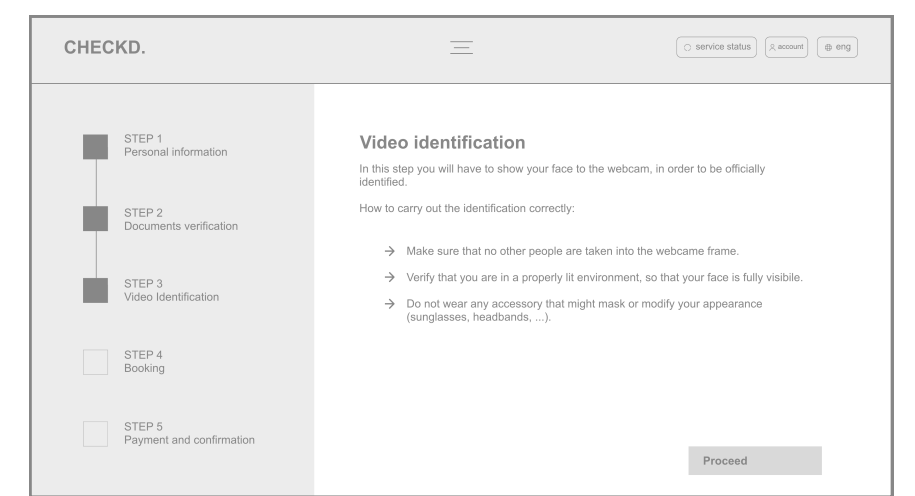 CHECKD.
service status
account
eng
STEP 1
Personal information
STEP 2
Documents verification
STEP 3
Video Identification
STEP 4
Booking
STEP 5
Payment and confirmation
Video identification
In this step you will have to show your face to the webcam, in order to be officially
identified.
How to carry out the identification correctly:
→ Make sure that no other people are taken into the webcame frame.
→ Verify that you are in a properly lit environment, so that your face is fully visibile.
→ Do not wear any accessory that might mask or modify your appearance
(sunglasses, headbands, ...).
Proceed